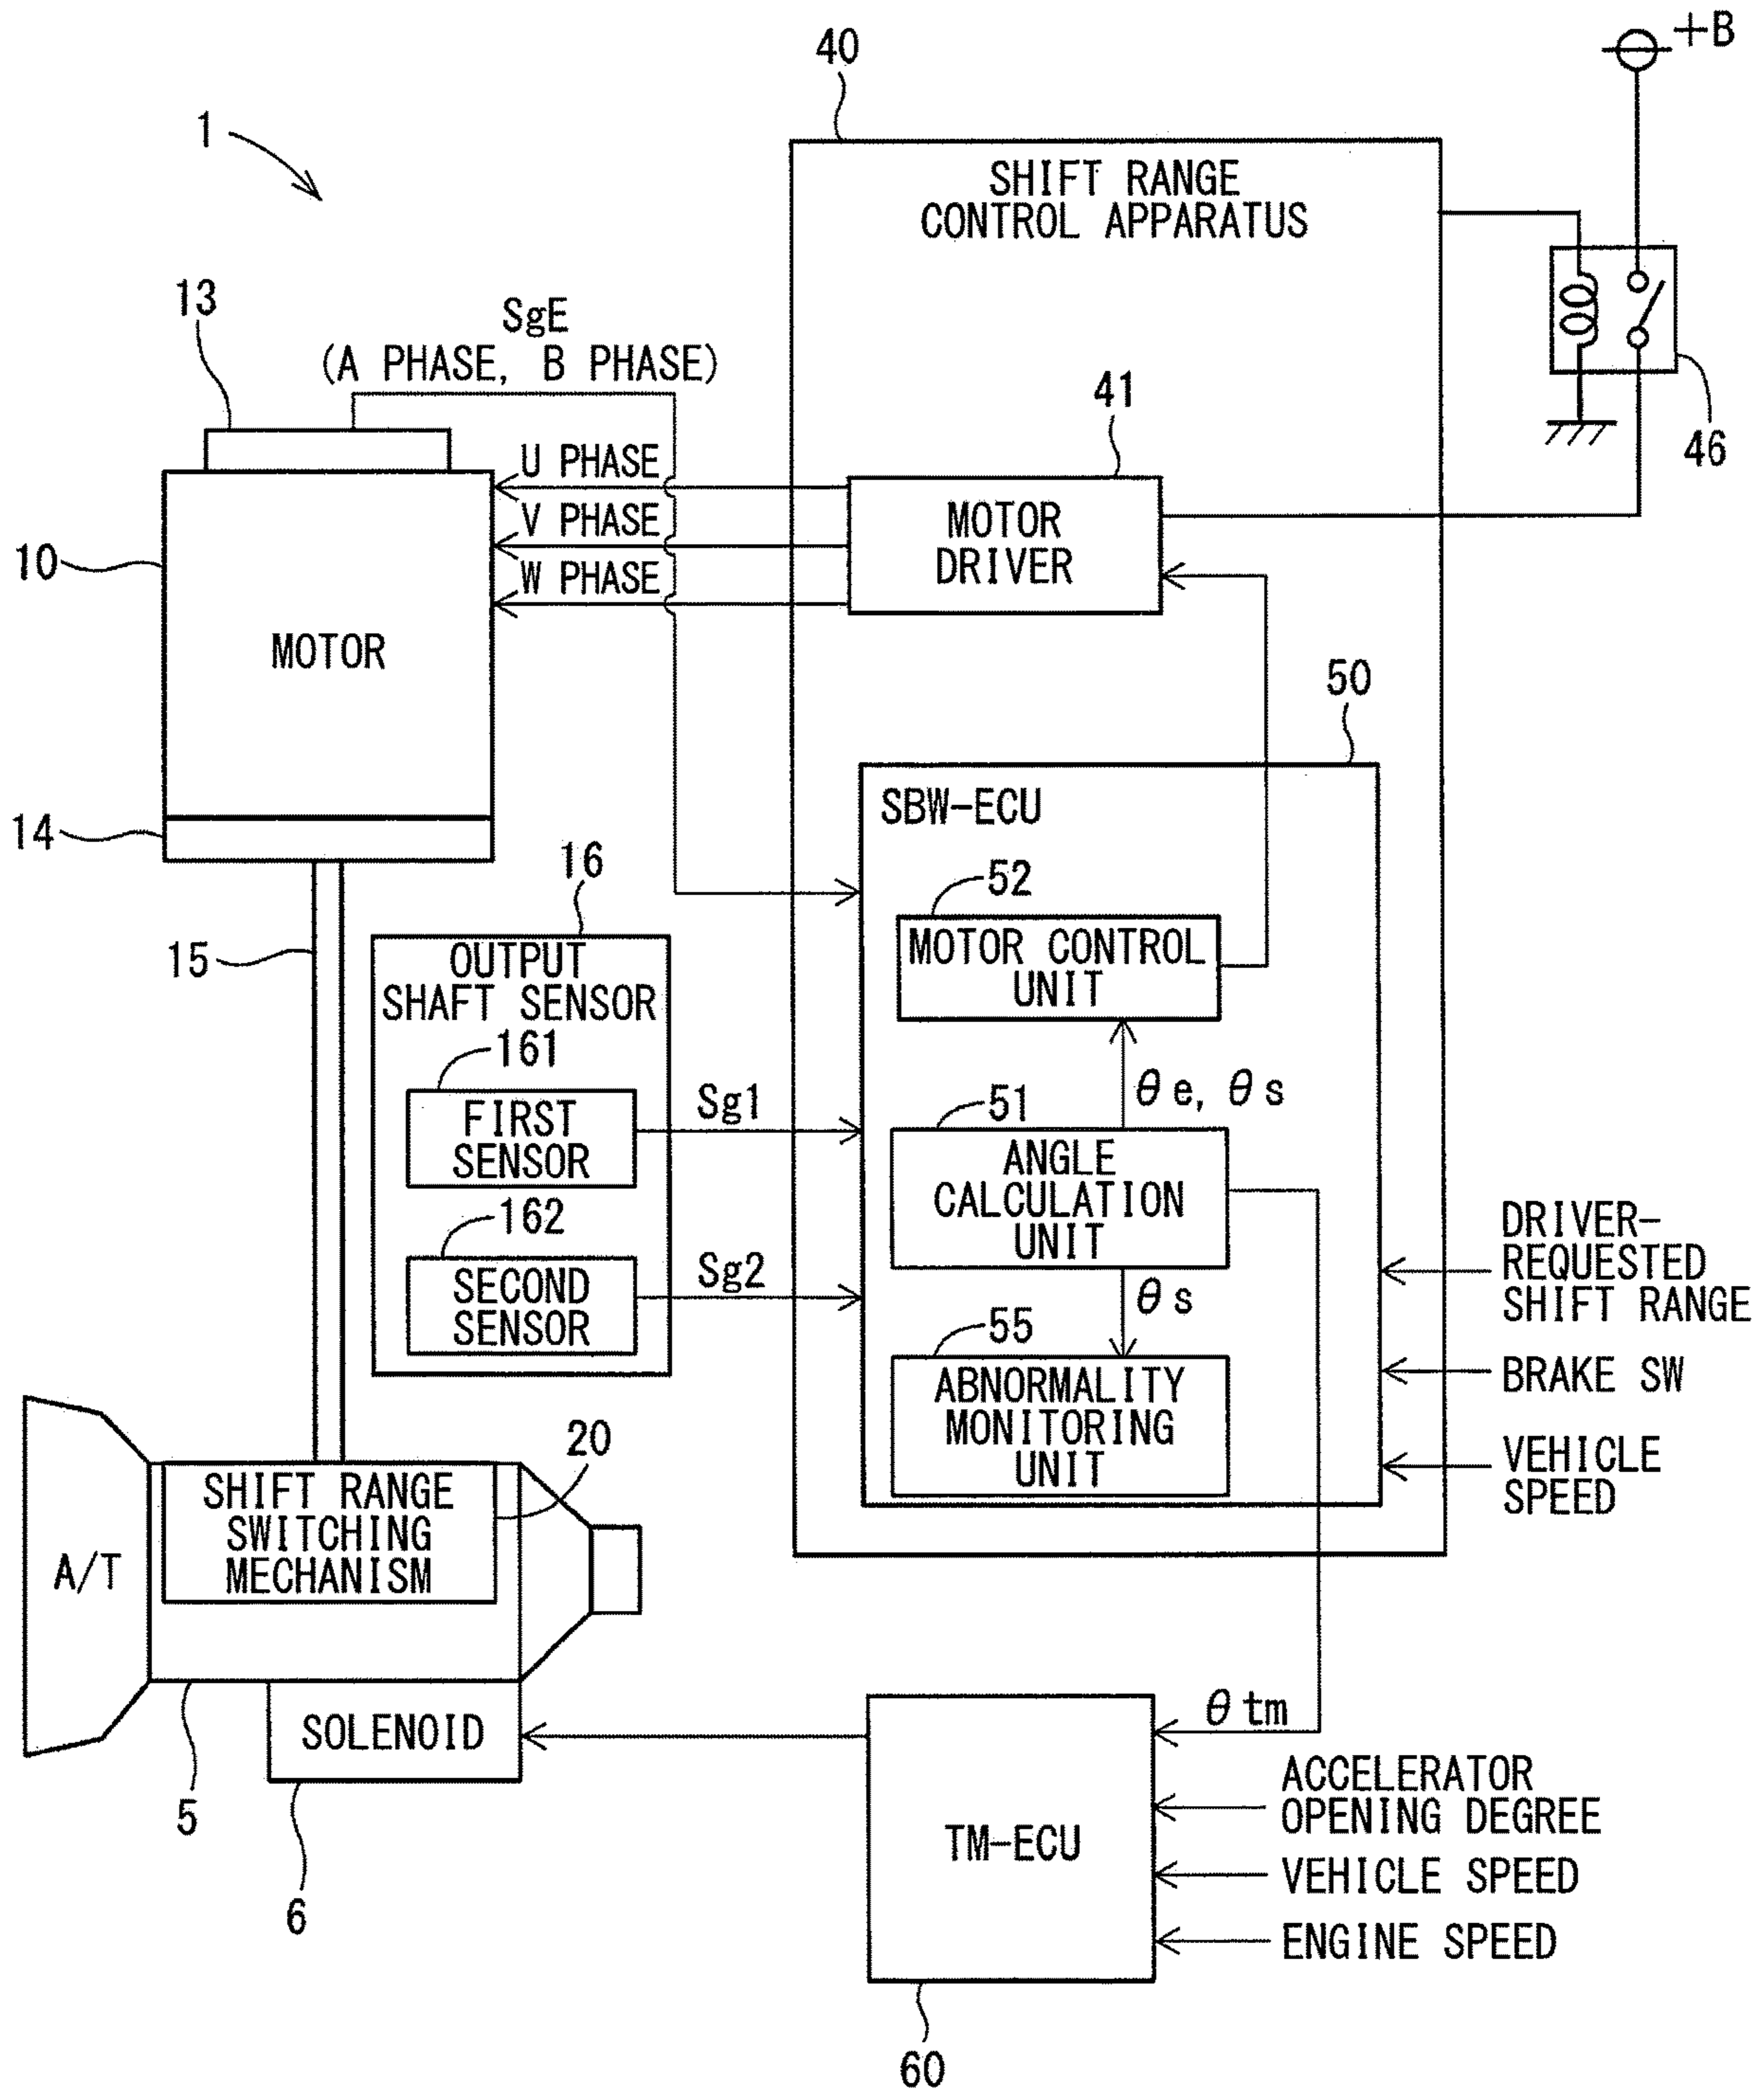 +B
40
1
SHIFT RANGE
CONTROL APPARATUS
13
SgE
(A PHASE, B PHASE)
41
46
U PHASE
V PHASE
W PHASE
MOTOR
DRIVER
10
MOTOR
50
14
SBW-ECU
16
52
15
OUTPUT
SHAFT SENSOR
MOTOR CONTROL
UNIT
161
FIRST
SENSOR
Sg1
θe, θs
51
ANGLE
CALCULATION
UNIT
162
SECOND
SENSOR
Sg2
θs
55
ABNORMALITY
MONITORING
UNIT
DRIVER-
REQUESTED
SHIFT RANGE
BRAKE SW
VEHICLE
SPEED
20
SHIFT RANGE
SWITCHING
MECHANISM
A/T
5
SOLENOID
6
θtm
TM-ECU
ACCELERATOR
OPENING DEGREE
VEHICLE SPEED
ENGINE SPEED
60